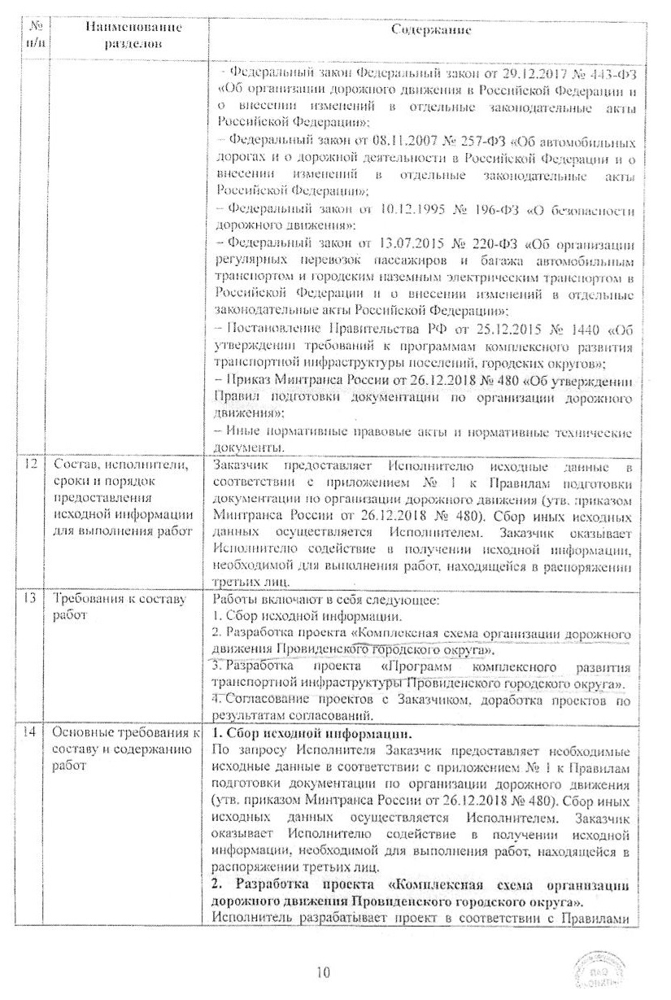 № п/п
Наименование разделов
Содержание
- Федеральный закон Федеральный закон от 29.12.2017 № 443-ФЗ
«Об организации дорожного движения в Российской Федерации и
о внесении изменений в отдельные законодательные акты
Российской Федерации»;
– Федеральный закон от 08.11.2007 № 257-ФЗ «Об автомобильных
дорогах и о дорожной деятельности в Российской Федерации и о
внесении изменений в отдельные законодательные акты
Российской Федерации»;
– Федеральный закон от 10.12.1995 № 196-ФЗ «О безопасности
дорожного движения»;
– Федеральный закон от 13.07.2015 № 220-ФЗ «Об организации
регулярных перевозок пассажиров и багажа автомобильным
транспортом и городским наземным электрическим транспортом в
Российской Федерации и о внесении изменений в отдельные
законодательные акты Российской Федерации»;
– Постановление Правительства РФ от 25.12.2015 № 1440 «Об
утверждении требований к программам комплексного развития
транспортной инфраструктуры поселений, городских округов»;
– Приказ Минтранса России от 26.12.2018 № 480 «Об утверждении
Правил подготовки документации по организации дорожного
движения»;
– Иные нормативные правовые акты и нормативные технические
документы.
12
Состав, исполнители,
сроки и порядок
предоставления
исходной информации
для выполнения работ
Заказчик предоставляет Исполнителю исходные данные в
соответствии с приложением № 1 к Правилам подготовки
документации по организации дорожного движения (утв. приказом
Минтранса России от 26.12.2018 № 480). Сбор иных исходных
данных осуществляется Исполнителем. Заказчик оказывает
Исполнителю содействие в получении исходной информации,
необходимой для выполнения работ, находящейся в распоряжении
третьих лиц.
13
Требования к составу
работ
Работы включают в себя следующее:
1. Сбор исходной информации.
2. Разработка проекта «Комплексная схема организации дорожного
движения Провиденского городского округа».
3. Разработка проекта «Программ комплексного развития
транспортной инфраструктуры Провиденского городского округа».
4. Согласование проектов с Заказчиком, доработка проектов по
результатам согласований.
14
Основные требования к
составу и содержанию
работ
1. Сбор исходной информации.
По запросу Исполнителя Заказчик предоставляет необходимые
исходные данные в соответствии с приложением № 1 к Правилам
подготовки документации по организации дорожного движения
(утв. приказом Минтранса России от 26.12.2018 № 480). Сбор иных
исходных данных осуществляется Исполнителем. Заказчик
оказывает Исполнителю содействие в получении исходной
информации, необходимой для выполнения работ, находящейся в
распоряжении третьих лиц.
2. Разработка проекта «Комплексная схема организации
дорожного движения Провиденского городского округа».
Исполнитель разрабатывает проект в соответствии с Правилами
10